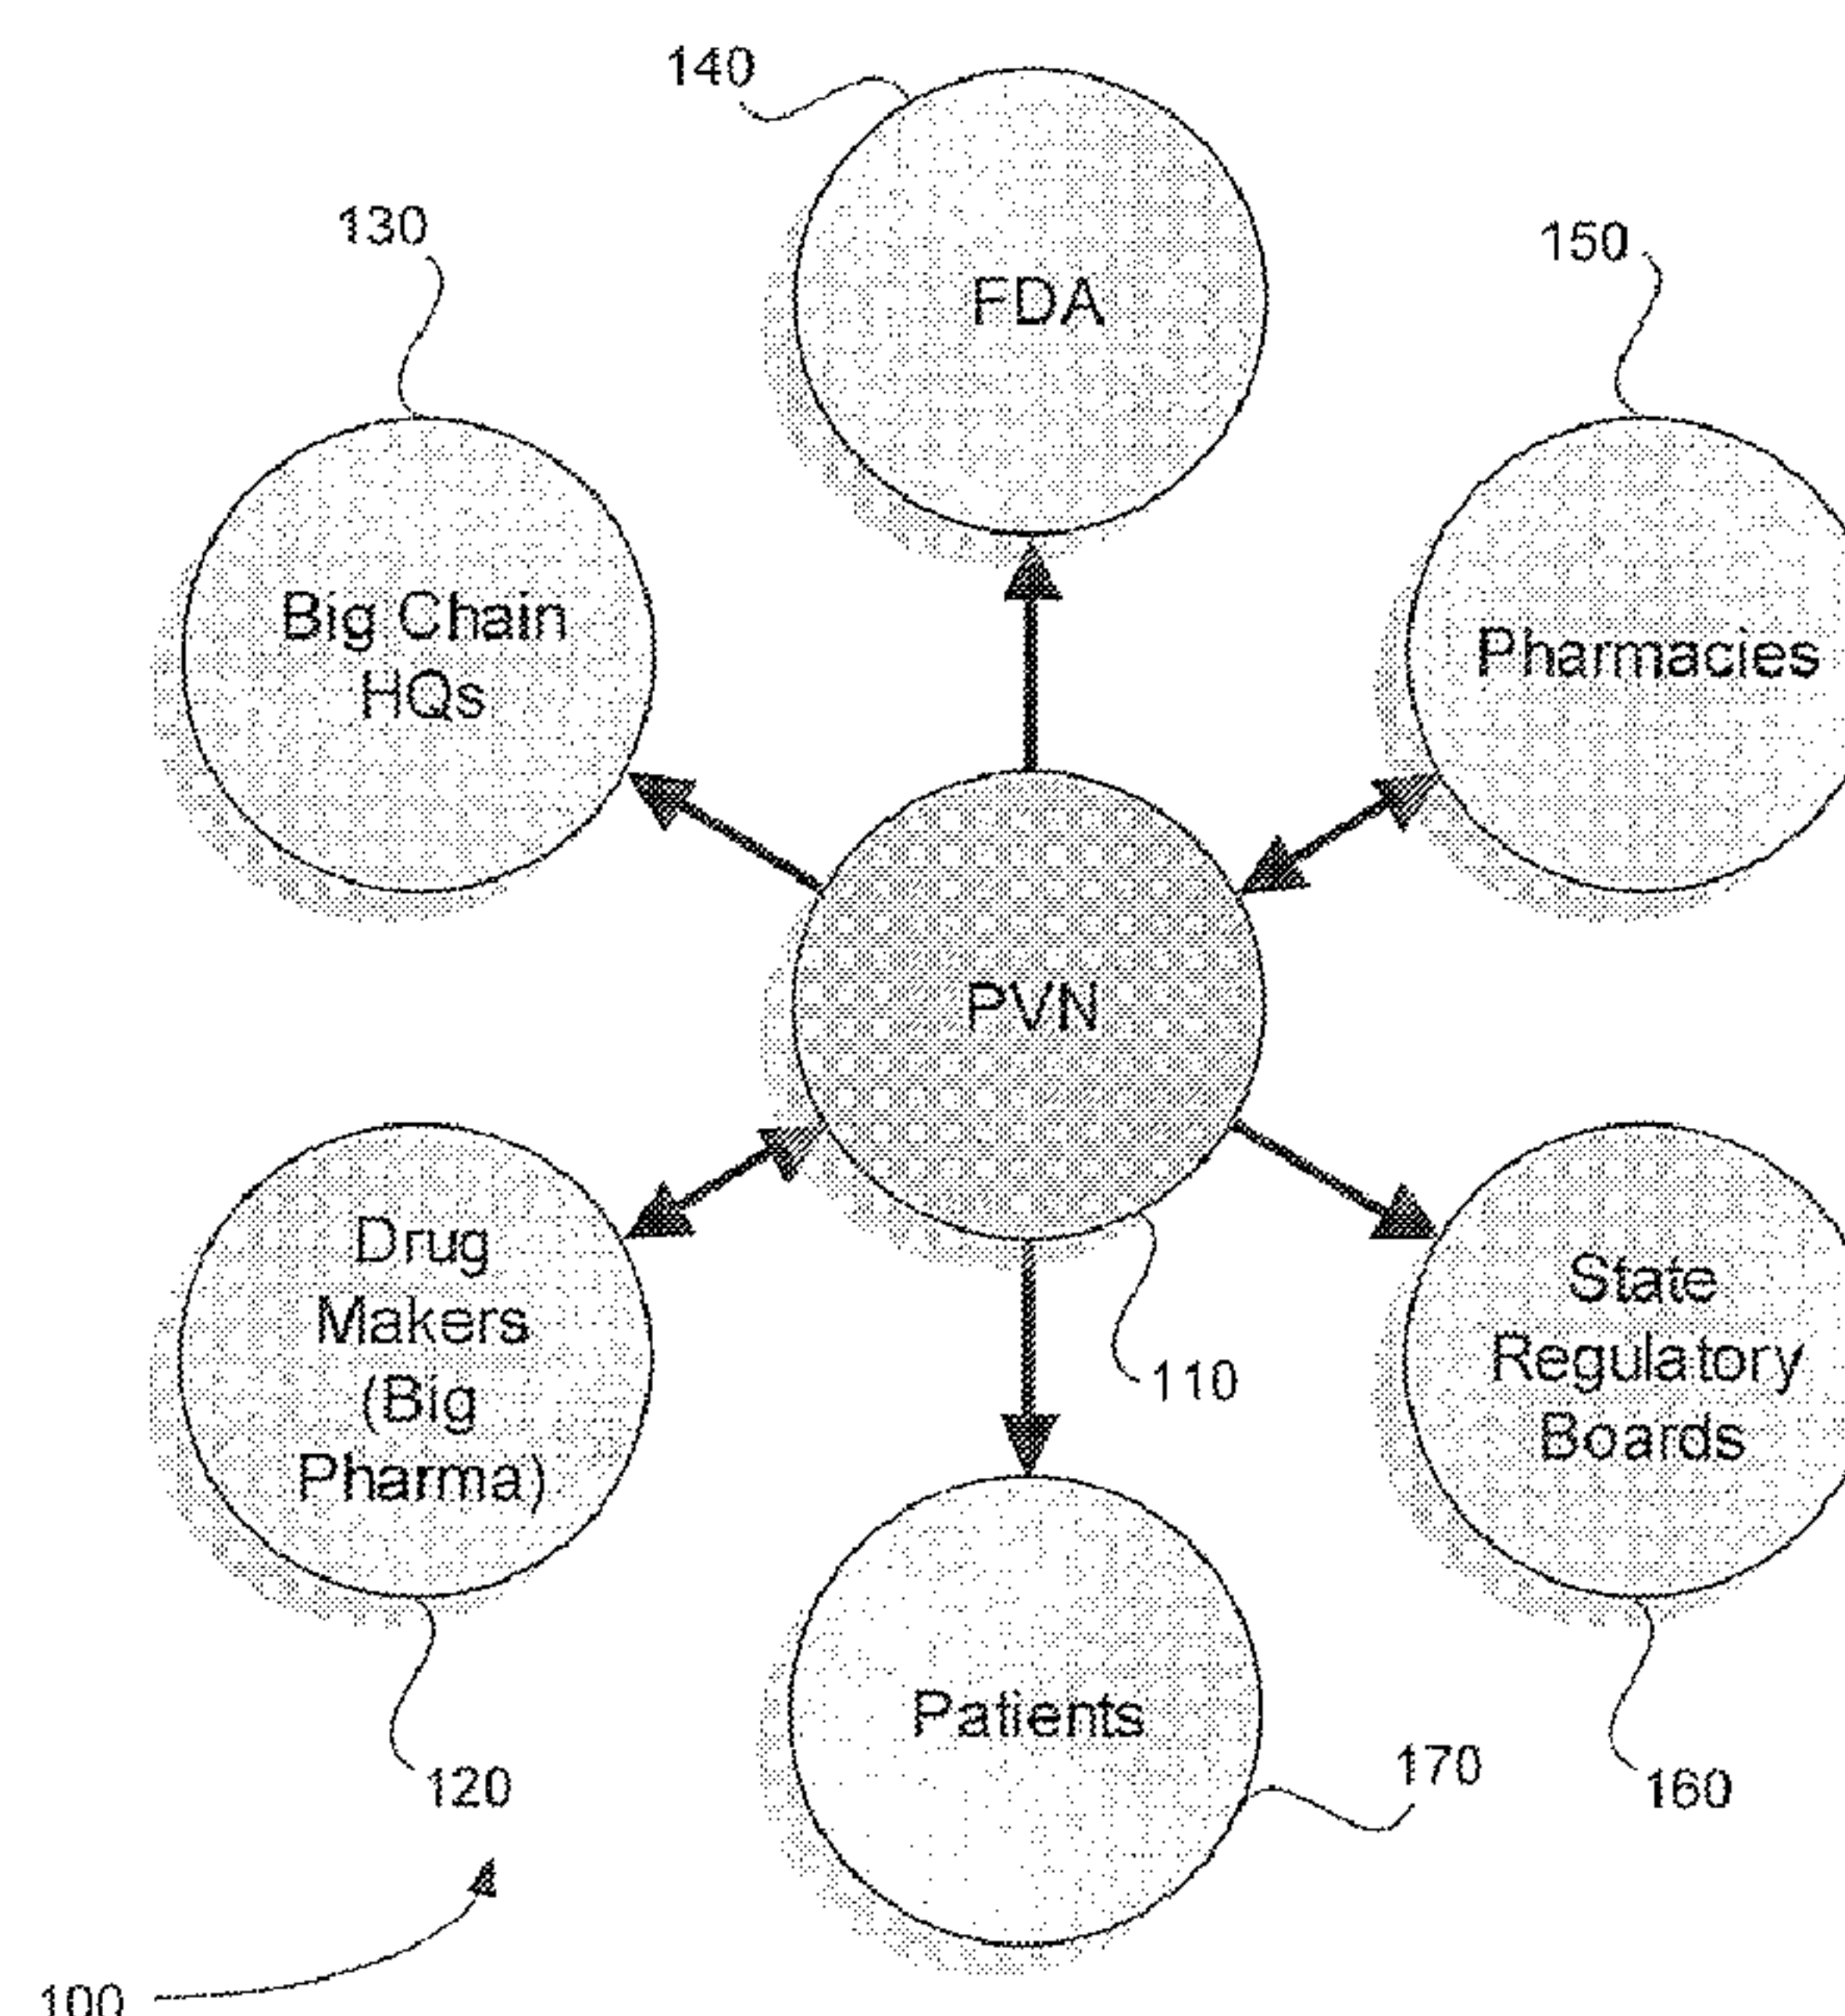 140
130
150
FDA
Big Chain
HQs
Pharmacies
PVN
Drug
Makers
(Big
Pharma)
State
Regulatory
Boards
110
Patients
170
120
160
100